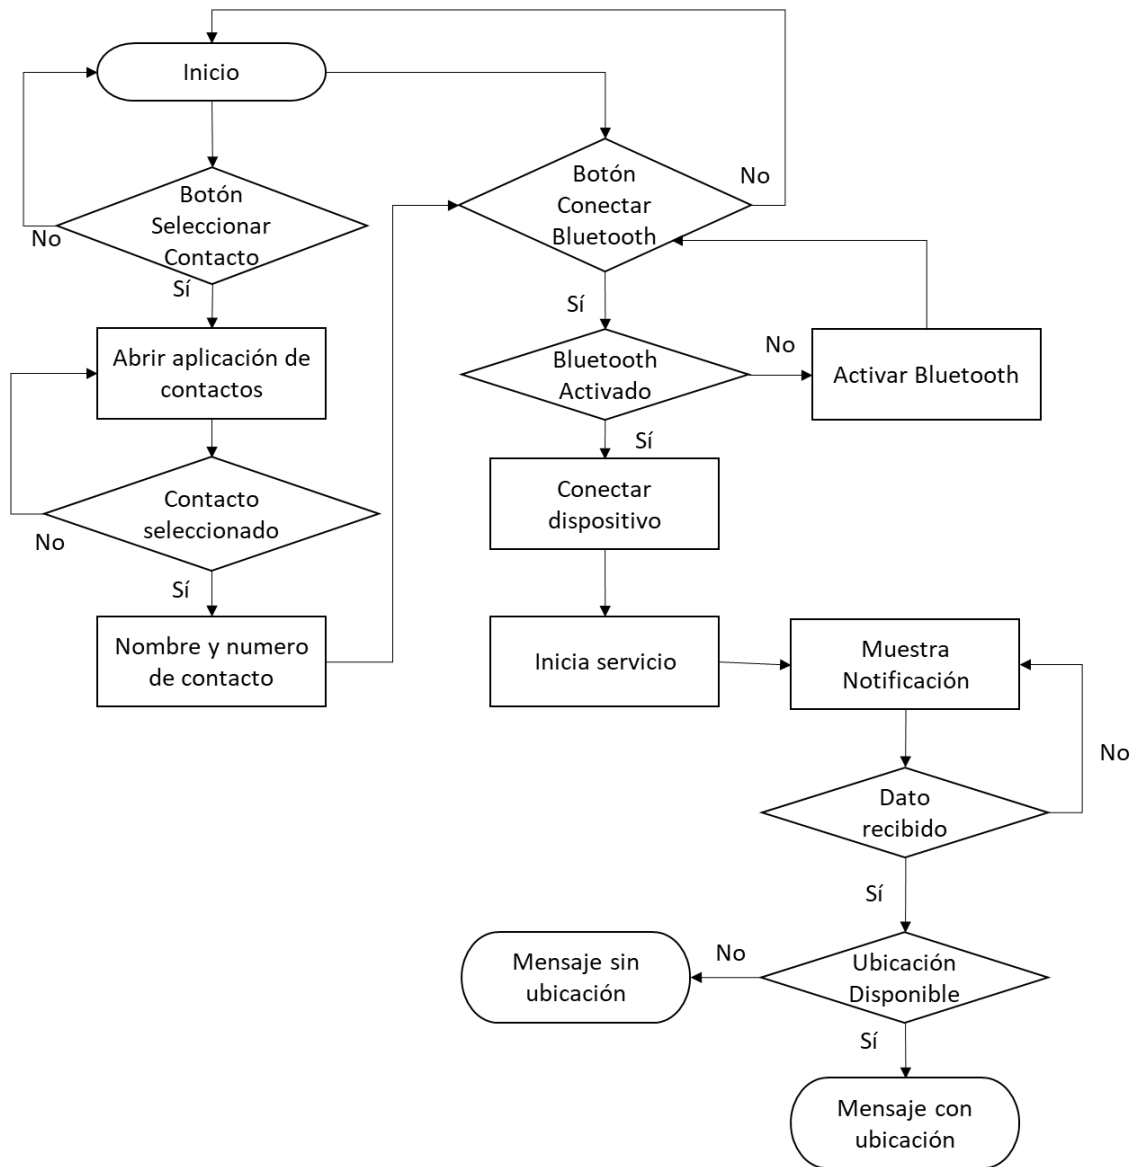 Inicio
Botón
Seleccionar
Contacto
No
Sí
Abrir aplicación de
contactos
Contacto
seleccionado
No
Sí
Nombre y numero
de contacto
Botón
Conectar
Bluetooth
No
Sí
Bluetooth
Activado
No
Activar Bluetooth
Sí
Conectar
dispositivo
Inicia servicio
Muestra
Notificación
No
Dato
recibido
Sí
Ubicación
Disponible
No
Mensaje sin
ubicación
Sí
Mensaje con
ubicación